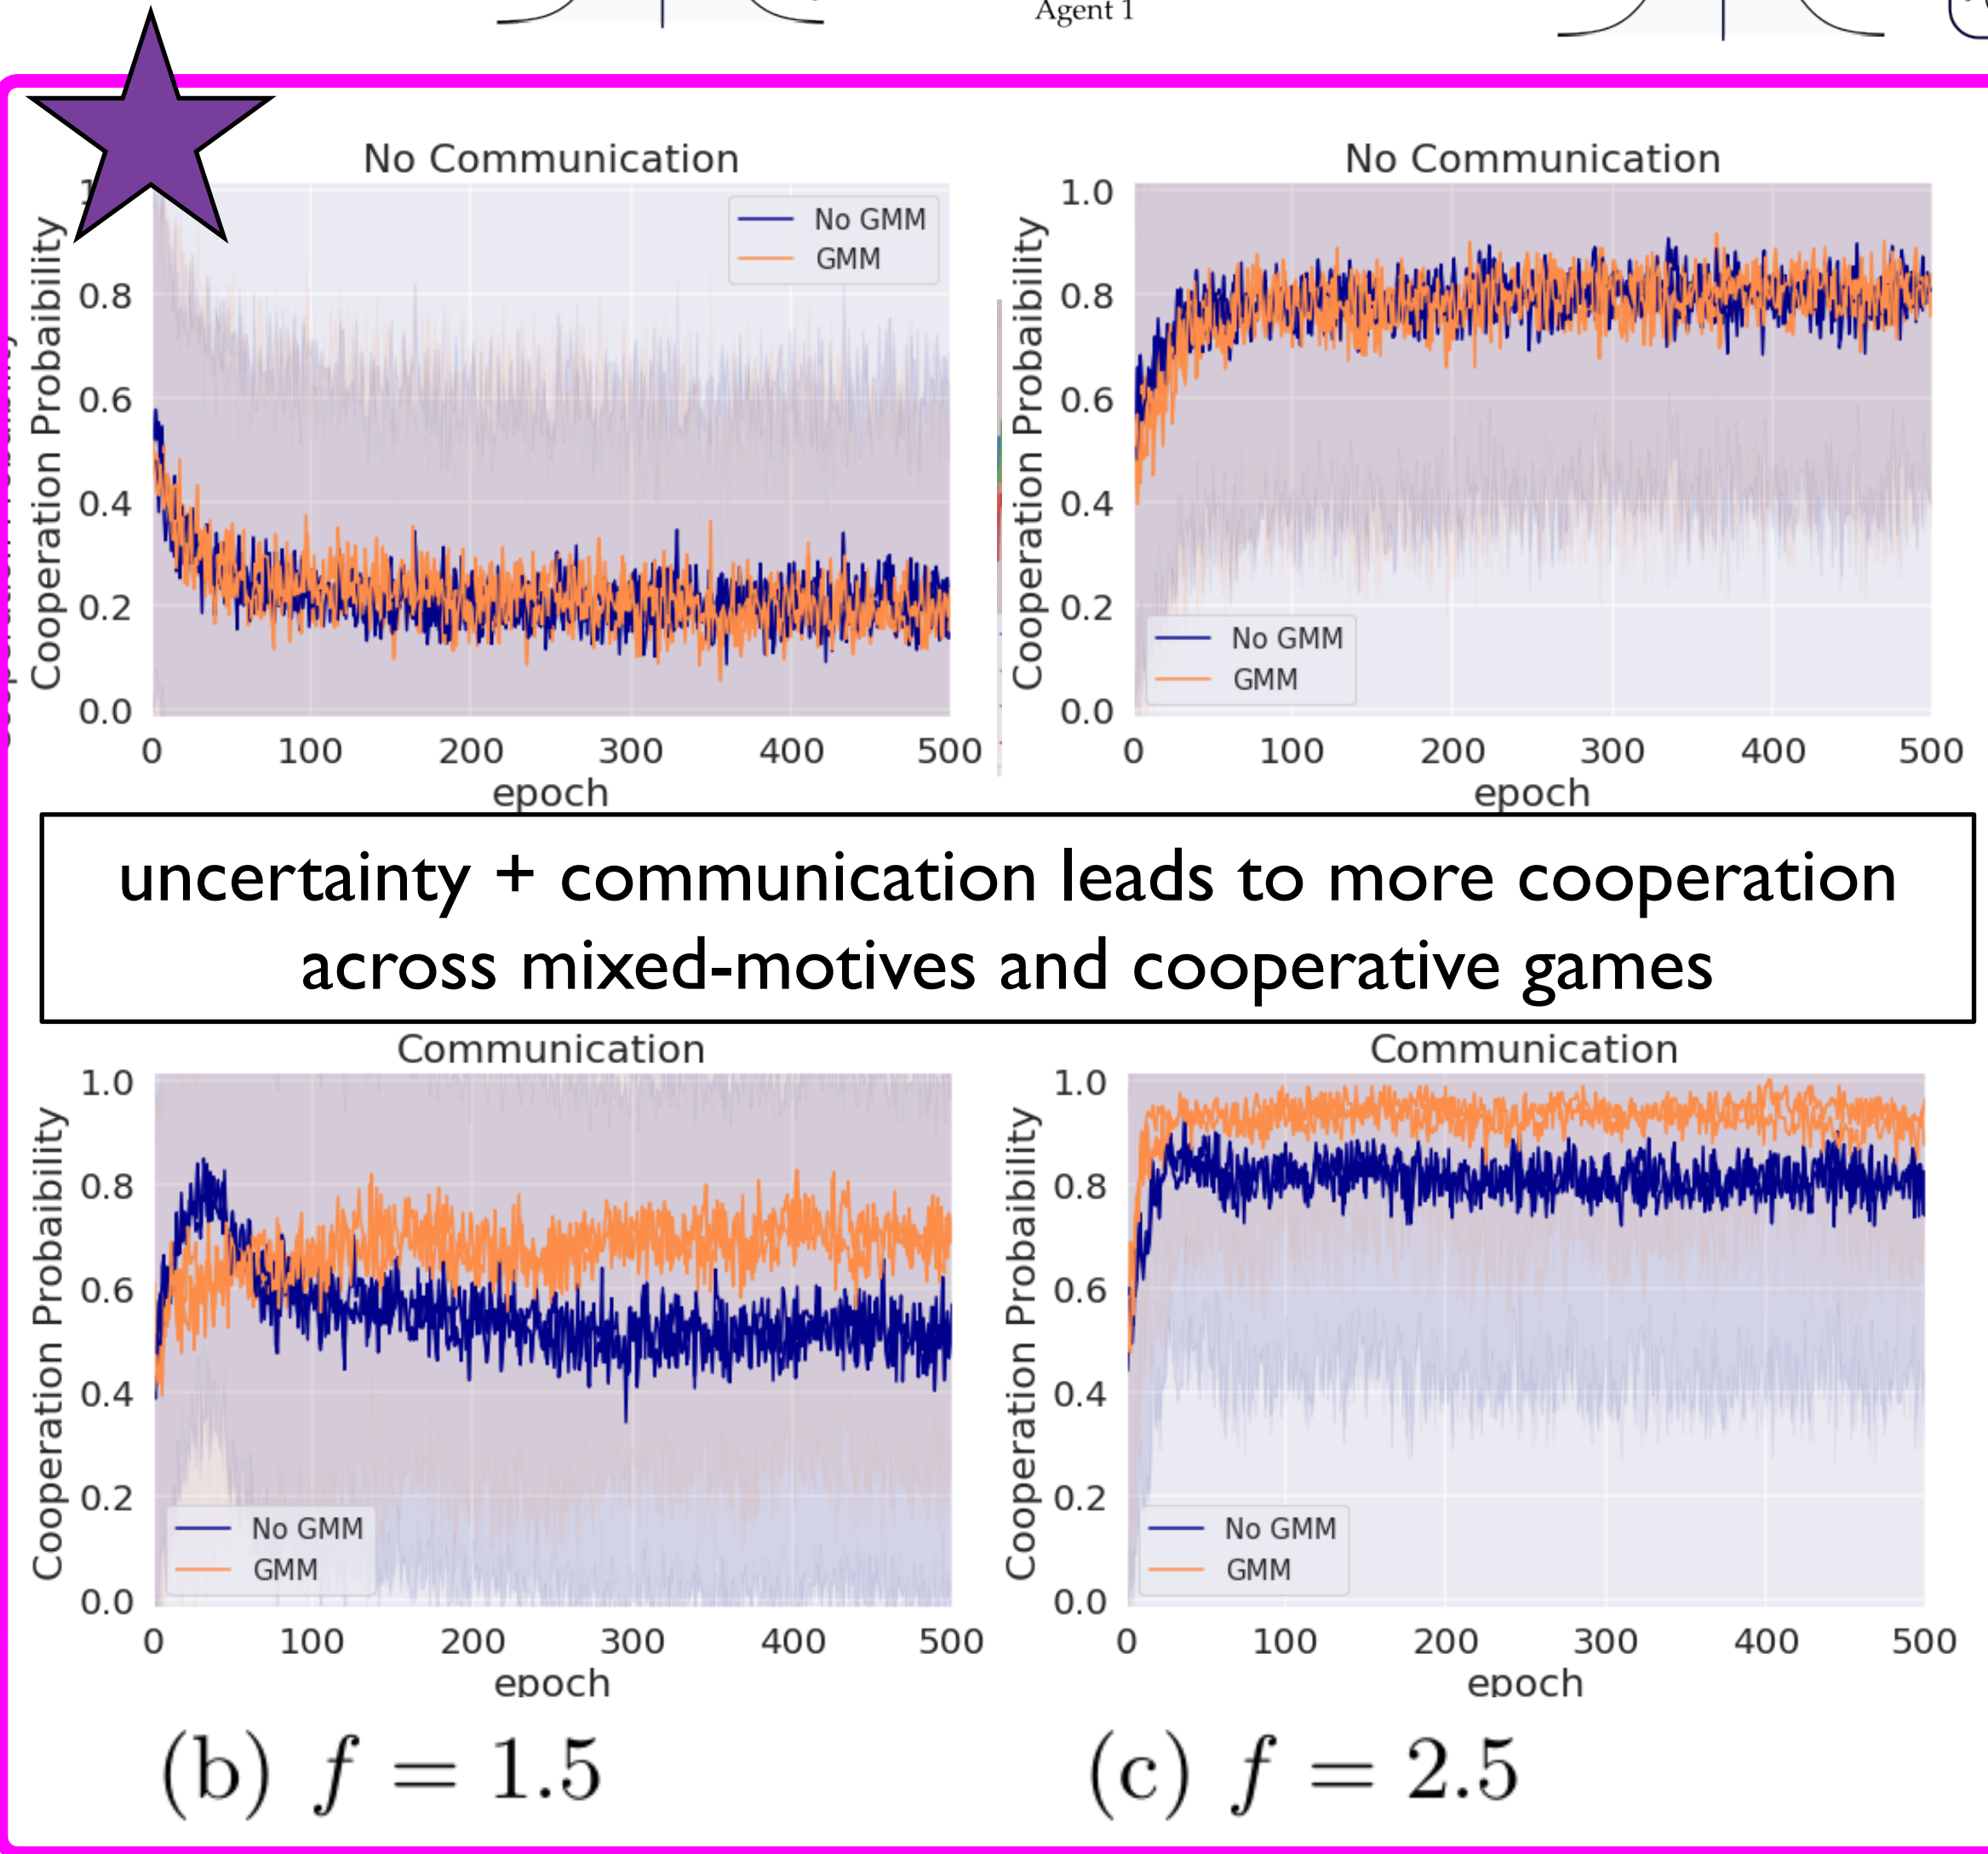 Agent 1
No Communication
No Communication
Cooperation Probaibility
0.8
0.6
0.4
0.2
0.0
No GMM
GMM
0 100 200 300 400 500
epoch
Cooperation Probaibility
1.0
0.8
0.6
0.4
0.2
0.0
No GMM
GMM
0 100 200 300 400 500
epoch
uncertainty + communication leads to more cooperation
across mixed-motives and cooperative games
Communication
Communication
Cooperation Probaibility
1.0
0.8
0.6
0.4
0.2
0.0
No GMM
GMM
0 100 200 300 400 500
epoch
Cooperation Probaibility
1.0
0.8
0.6
0.4
0.2
0.0
No GMM
GMM
0 100 200 300 400 500
epoch
(b) f = 1.5
(c) f = 2.5